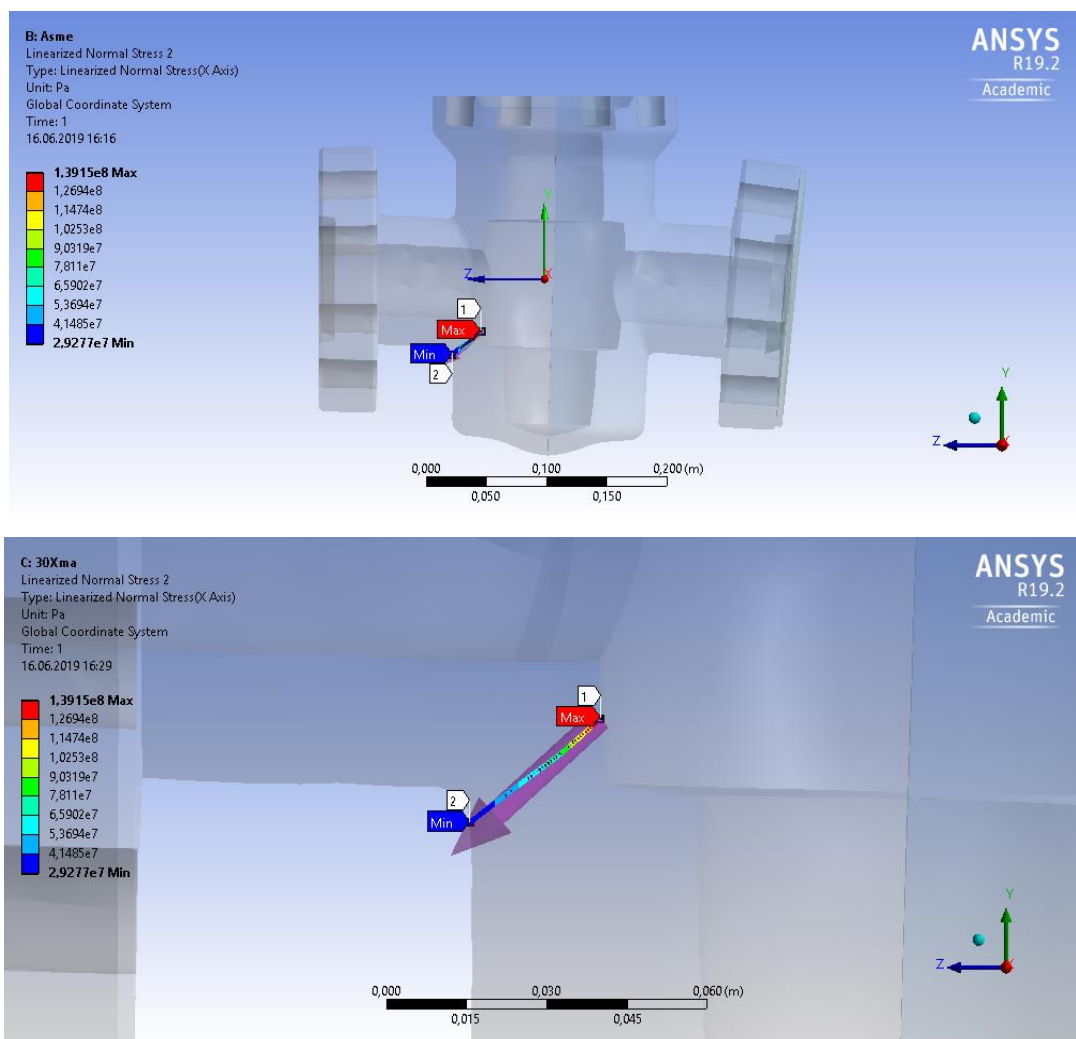 B: Asme
Linearized Normal Stress 2
Type: Linearized Normal Stress(X Axis)
Unit: Pa
Global Coordinate System
Time: 1
16.06.2019 16:16
1,3915e8 Max
1,2694e8
1,1474e8
1,0253e8
9,0319e7
7,811e7
6,5902e7
5,3694e7
4,1485e7
2,9277e7 Min
ANSYS
R19.2
Academic
Y
Z
X
1
Max
Min
2
0,000
0,100
0,200 (m)
0,050
0,150
Y
Z
X
C: 30Xma
Linearized Normal Stress 2
Type: Linearized Normal Stress(X Axis)
Unit: Pa
Global Coordinate System
Time: 1
16.06.2019 16:29
1,3915e8 Max
1,2694e8
1,1474e8
1,0253e8
9,0319e7
7,811e7
6,5902e7
5,3694e7
4,1485e7
2,9277e7 Min
ANSYS
R19.2
Academic
1
Max
2
Min
0,000
0,030
0,060 (m)
0,015
0,045
Y
Z
X